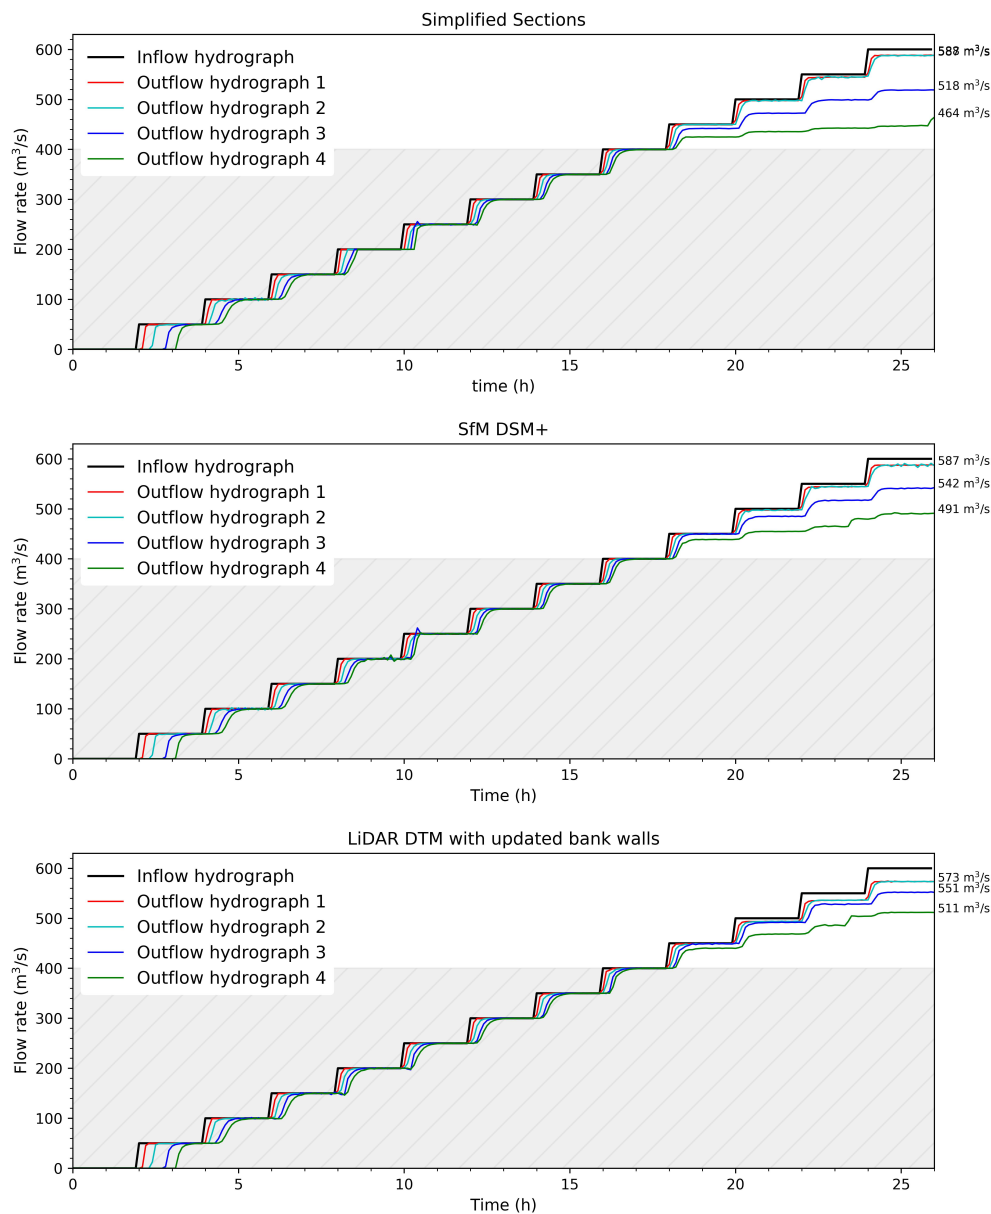 Simplified Sections
600
500
400
300
200
100
0
Flow rate (m³/s)
Inflow hydrograph
Outflow hydrograph 1
Outflow hydrograph 2
Outflow hydrograph 3
Outflow hydrograph 4
m³/s
518 m³/s
464 m³/s
0 5 10 15 20 25
time (h)
SfM DSM+
600
500
400
300
200
100
0
Flow rate (m³/s)
Inflow hydrograph
Outflow hydrograph 1
Outflow hydrograph 2
Outflow hydrograph 3
Outflow hydrograph 4
587 m³/s
542 m³/s
491 m³/s
0 5 10 15 20 25
Time (h)
LiDAR DTM with updated bank walls
600
500
400
300
200
100
0
Flow rate (m³/s)
Inflow hydrograph
Outflow hydrograph 1
Outflow hydrograph 2
Outflow hydrograph 3
Outflow hydrograph 4
573 m³/s
551 m³/s
511 m³/s
0 5 10 15 20 25
Time (h)